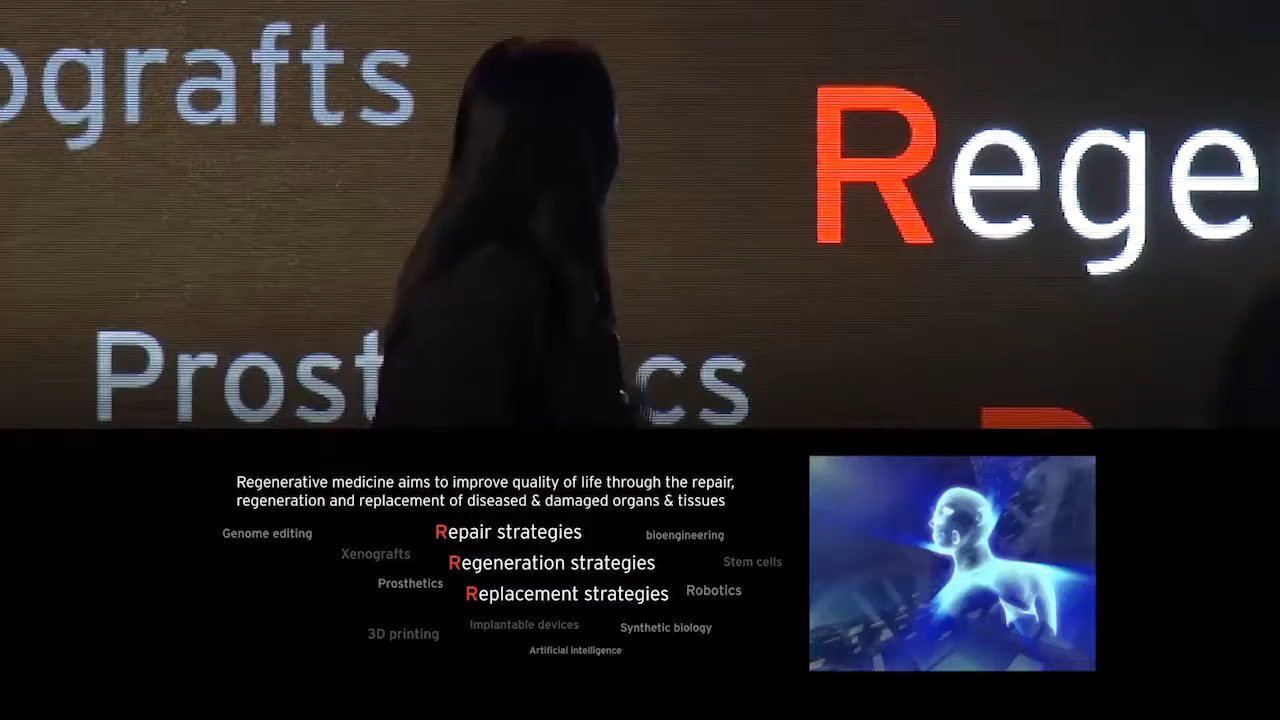 ografts
Rege
Prost cs
Regenerative medicine aims to improve quality of life through the repair,
regeneration and replacement of diseased & damaged organs & tissues
Genome editing
Repair strategies
bioengineering
Xenografts
Regeneration strategies
Stem cells
Prosthetics
Replacement strategies
Robotics
3D printing
Implantable devices
Synthetic biology
Artificial Intelligence